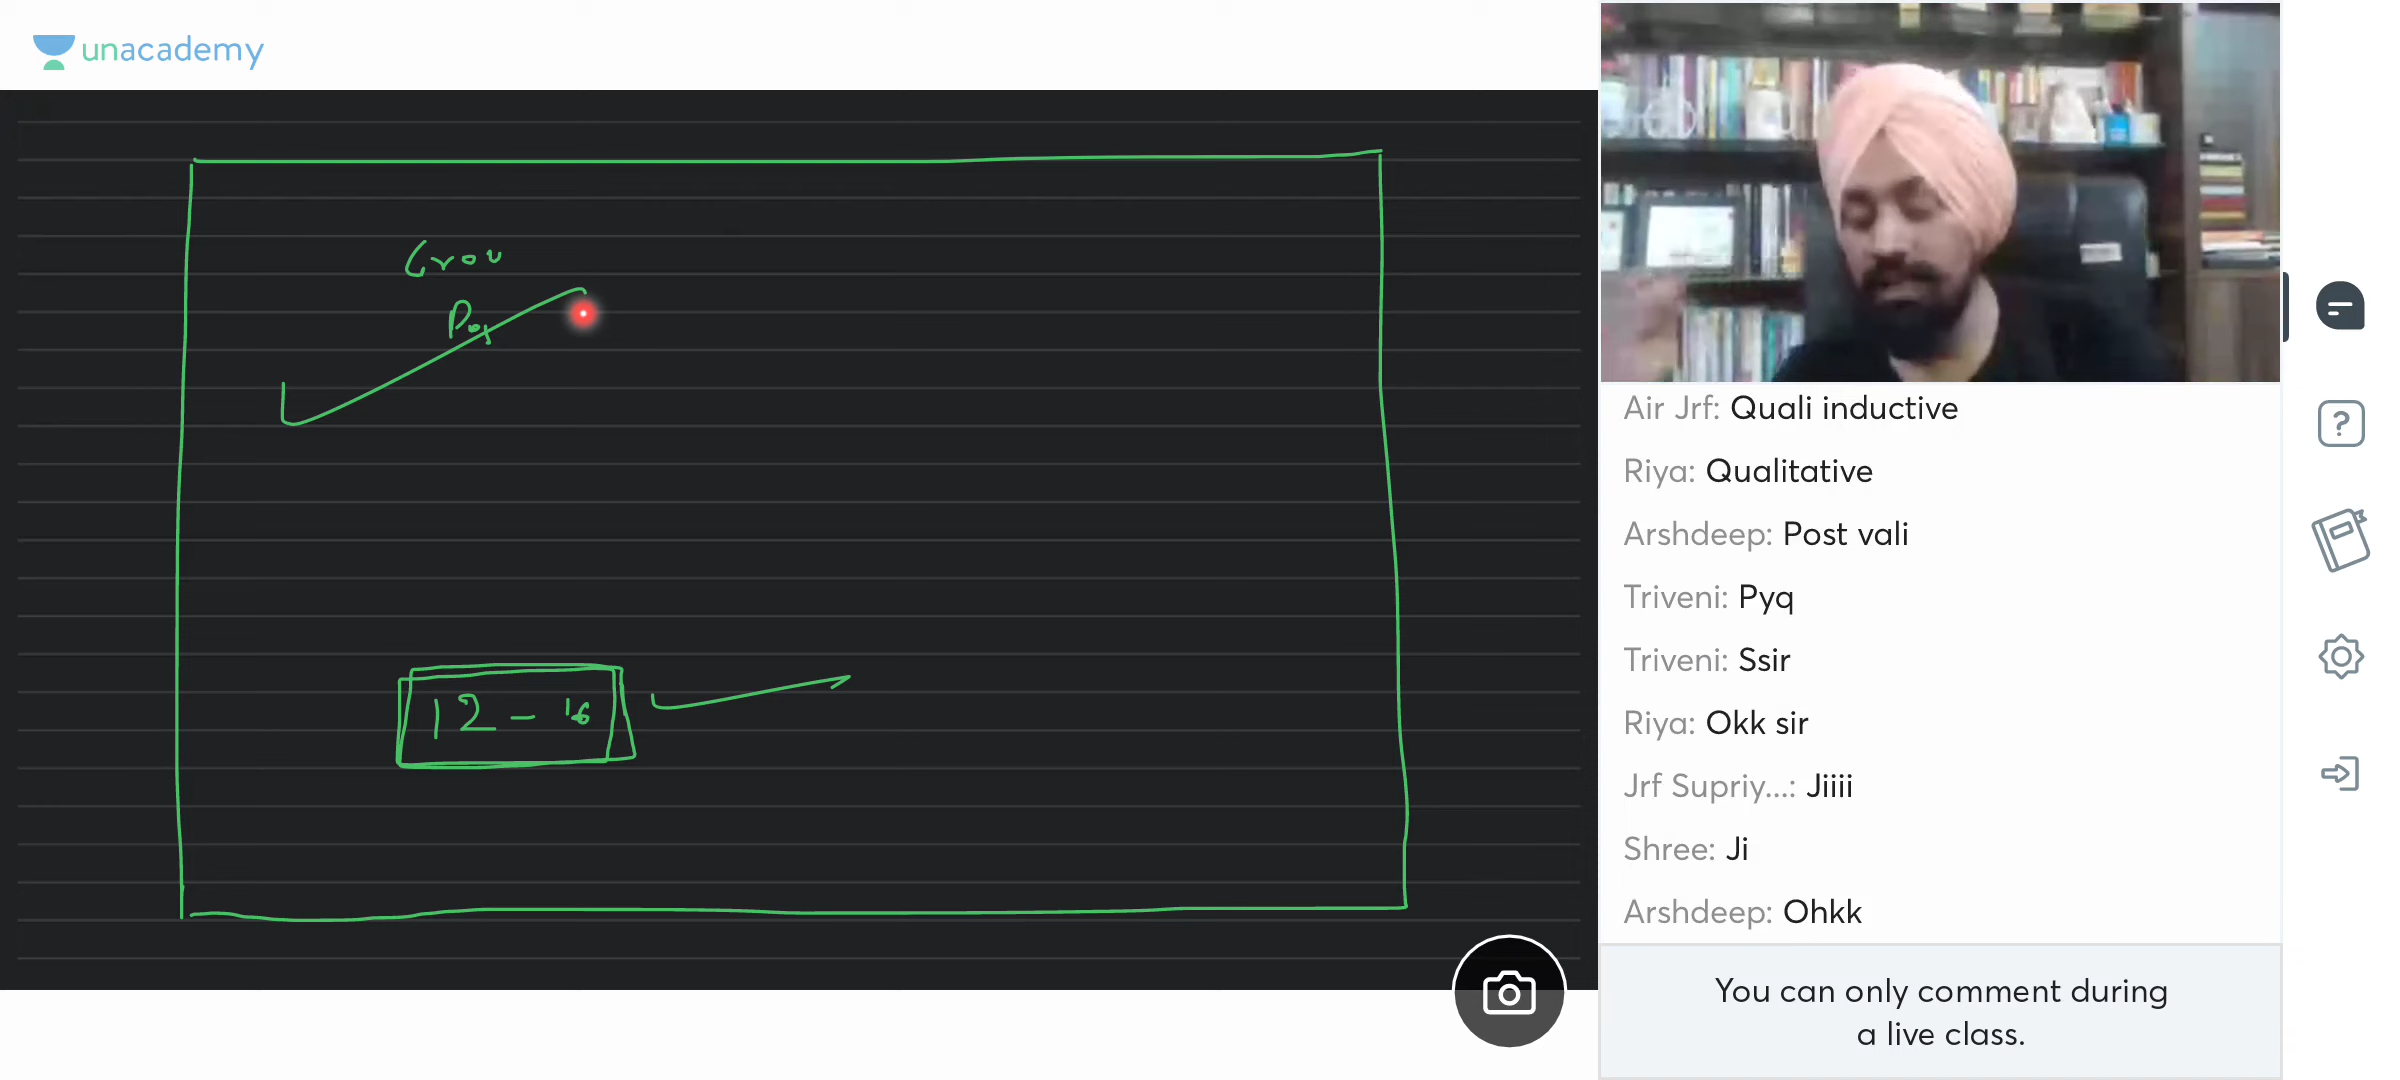 unacademy
Grou
Pos
12 - 16
Air Jrf: Quali inductive
Riya: Qualitative
Arshdeep: Post vali
Triveni: Pyq
Triveni: Ssir
Riya: Okk sir
Jrf Supriy...: Jiiii
Shree: Ji
Arshdeep: Ohkk
You can only comment during
a live class.